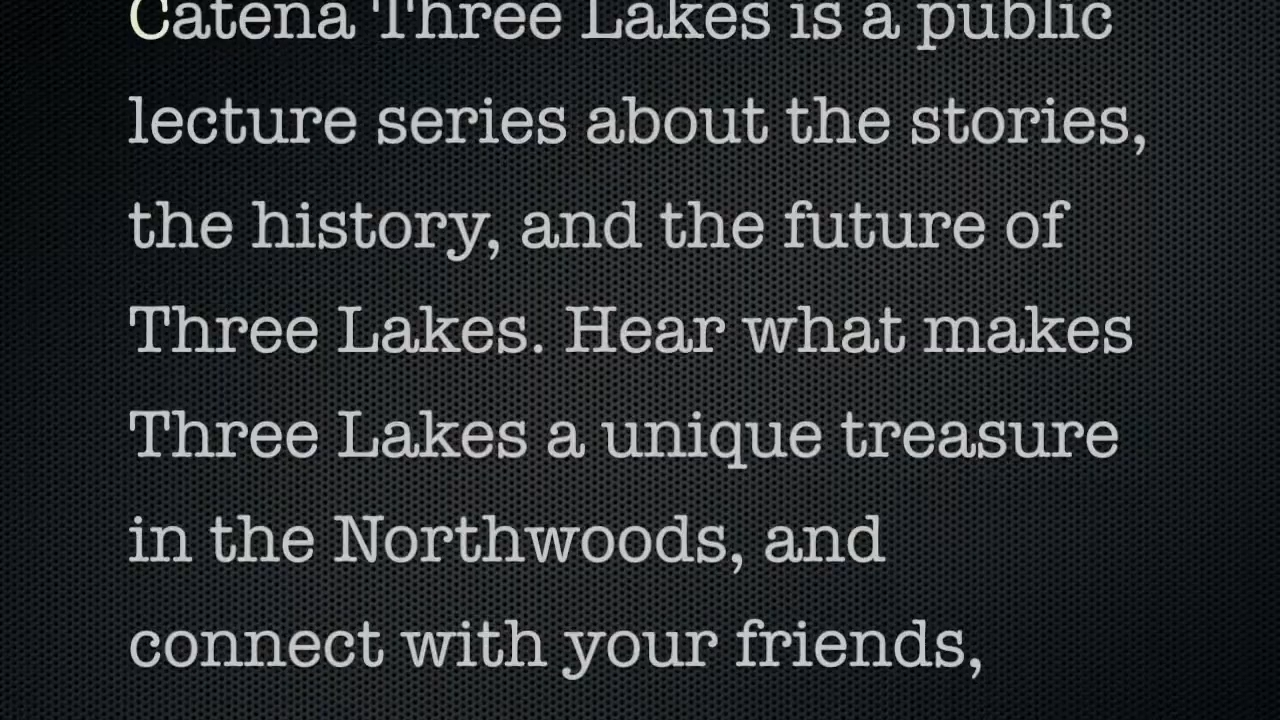 Catena Three Lakes is a public
lecture series about the stories,
the history, and the future of
Three Lakes. Hear what makes
Three Lakes a unique treasure
in the Northwoods, and
connect with your friends,